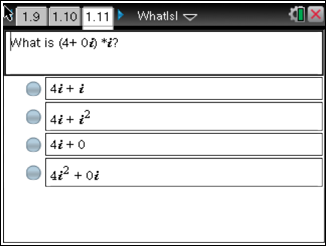 1.9 1.10 1.11 WhatIsI
What is (4+ 0i) *i?
4i + i
4i + i²
4i + 0
4i² + 0i